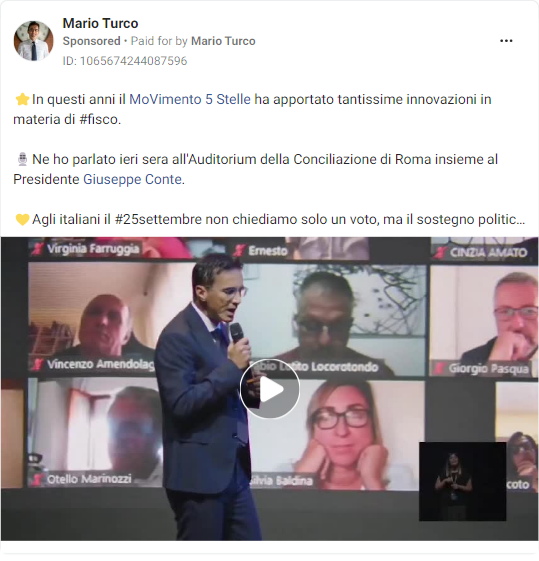 Mario Turco
Sponsored • Paid for by Mario Turco
ID: 1065674244087596
⭐In questi anni il MoVimento 5 Stelle ha apportato tantissime innovazioni in
materia di #fisco.
🎙️ Ne ho parlato ieri sera all'Auditorium della Conciliazione di Roma insieme al
Presidente Giuseppe Conte.
💛 Agli italiani il #25settembre non chiediamo solo un voto, ma il sostegno politic...
Virginia Farruggia
Ernesto
CINZIA AMATO
Vincenzo Amendolag
Locorotondo
Giorgio Pasqua
Otello Marinozzi
Silvia Baldina
coto